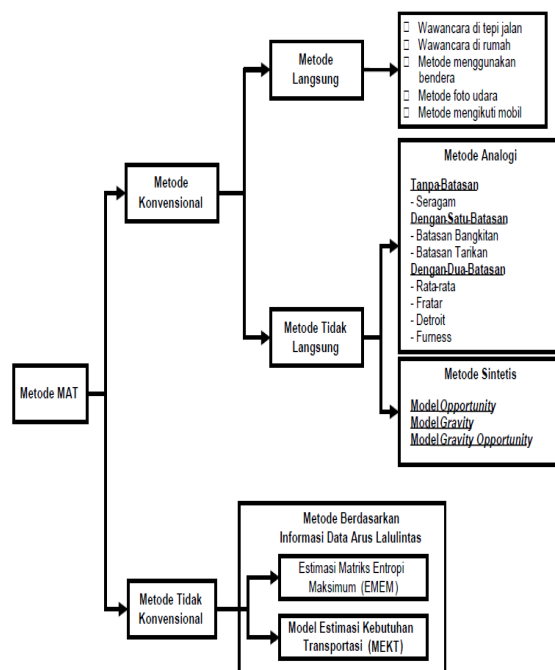 Metode MAT
Metode
Konvensional
Metode
Langsung
Wawancara di tepi jalan
Wawancara di rumah
Metode menggunakan
bendera
Metode foto udara
Metode mengikuti mobil
Metode Tidak
Langsung
Metode Analogi
Tanpa-Batasan
- Seragam
Dengan-Satu-Batasan
- Batasan Bangkitan
- Batasan Tarikan
Dengan-Dua-Batasan
- Rata-rata
- Fratar
- Detroit
- Furness
Metode Sintetis
Model Opportunity
Model Gravity
Model Gravity Opportunity
Metode Tidak
Konvensional
Metode Berdasarkan
Informasi Data Arus Lalulintas
Estimasi Matriks Entropi
Maksimum (EMEM)
Model Estimasi Kebutuhan
Transportasi (MEKT)